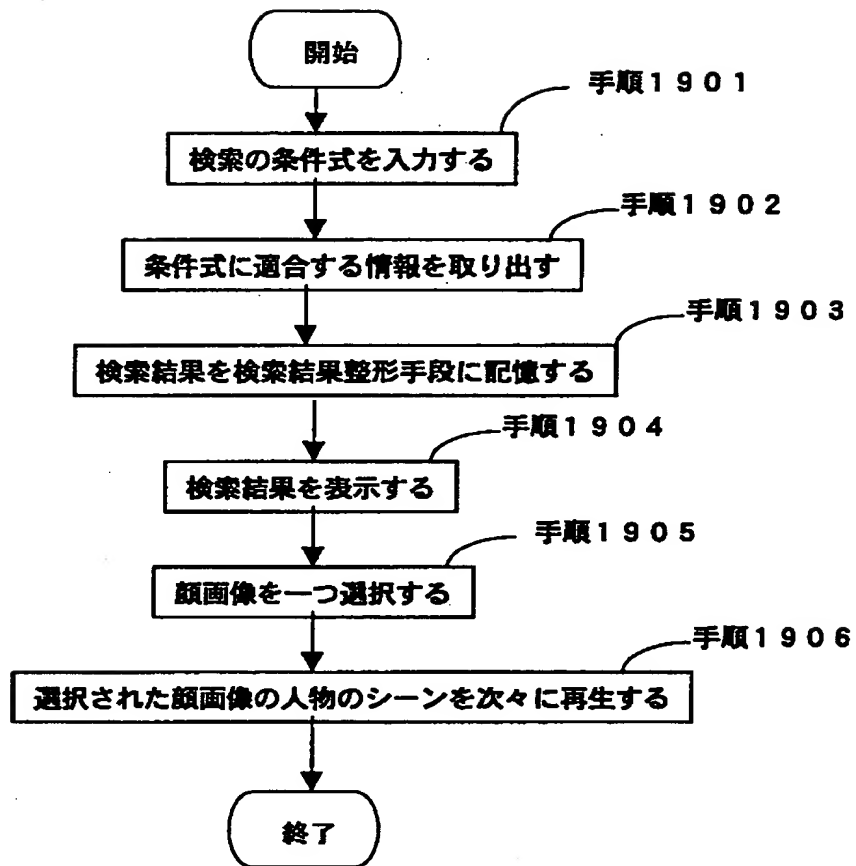 開始
手順1901
検索の条件式を入力する
手順1902
条件式に適合する情報を取り出す
手順1903
検索結果を検索結果整形手段に記憶する
手順1904
検索結果を表示する
手順1905
顔画像を一つ選択する
手順1906
選択された顔画像の人物のシーンを次々に再生する
終了